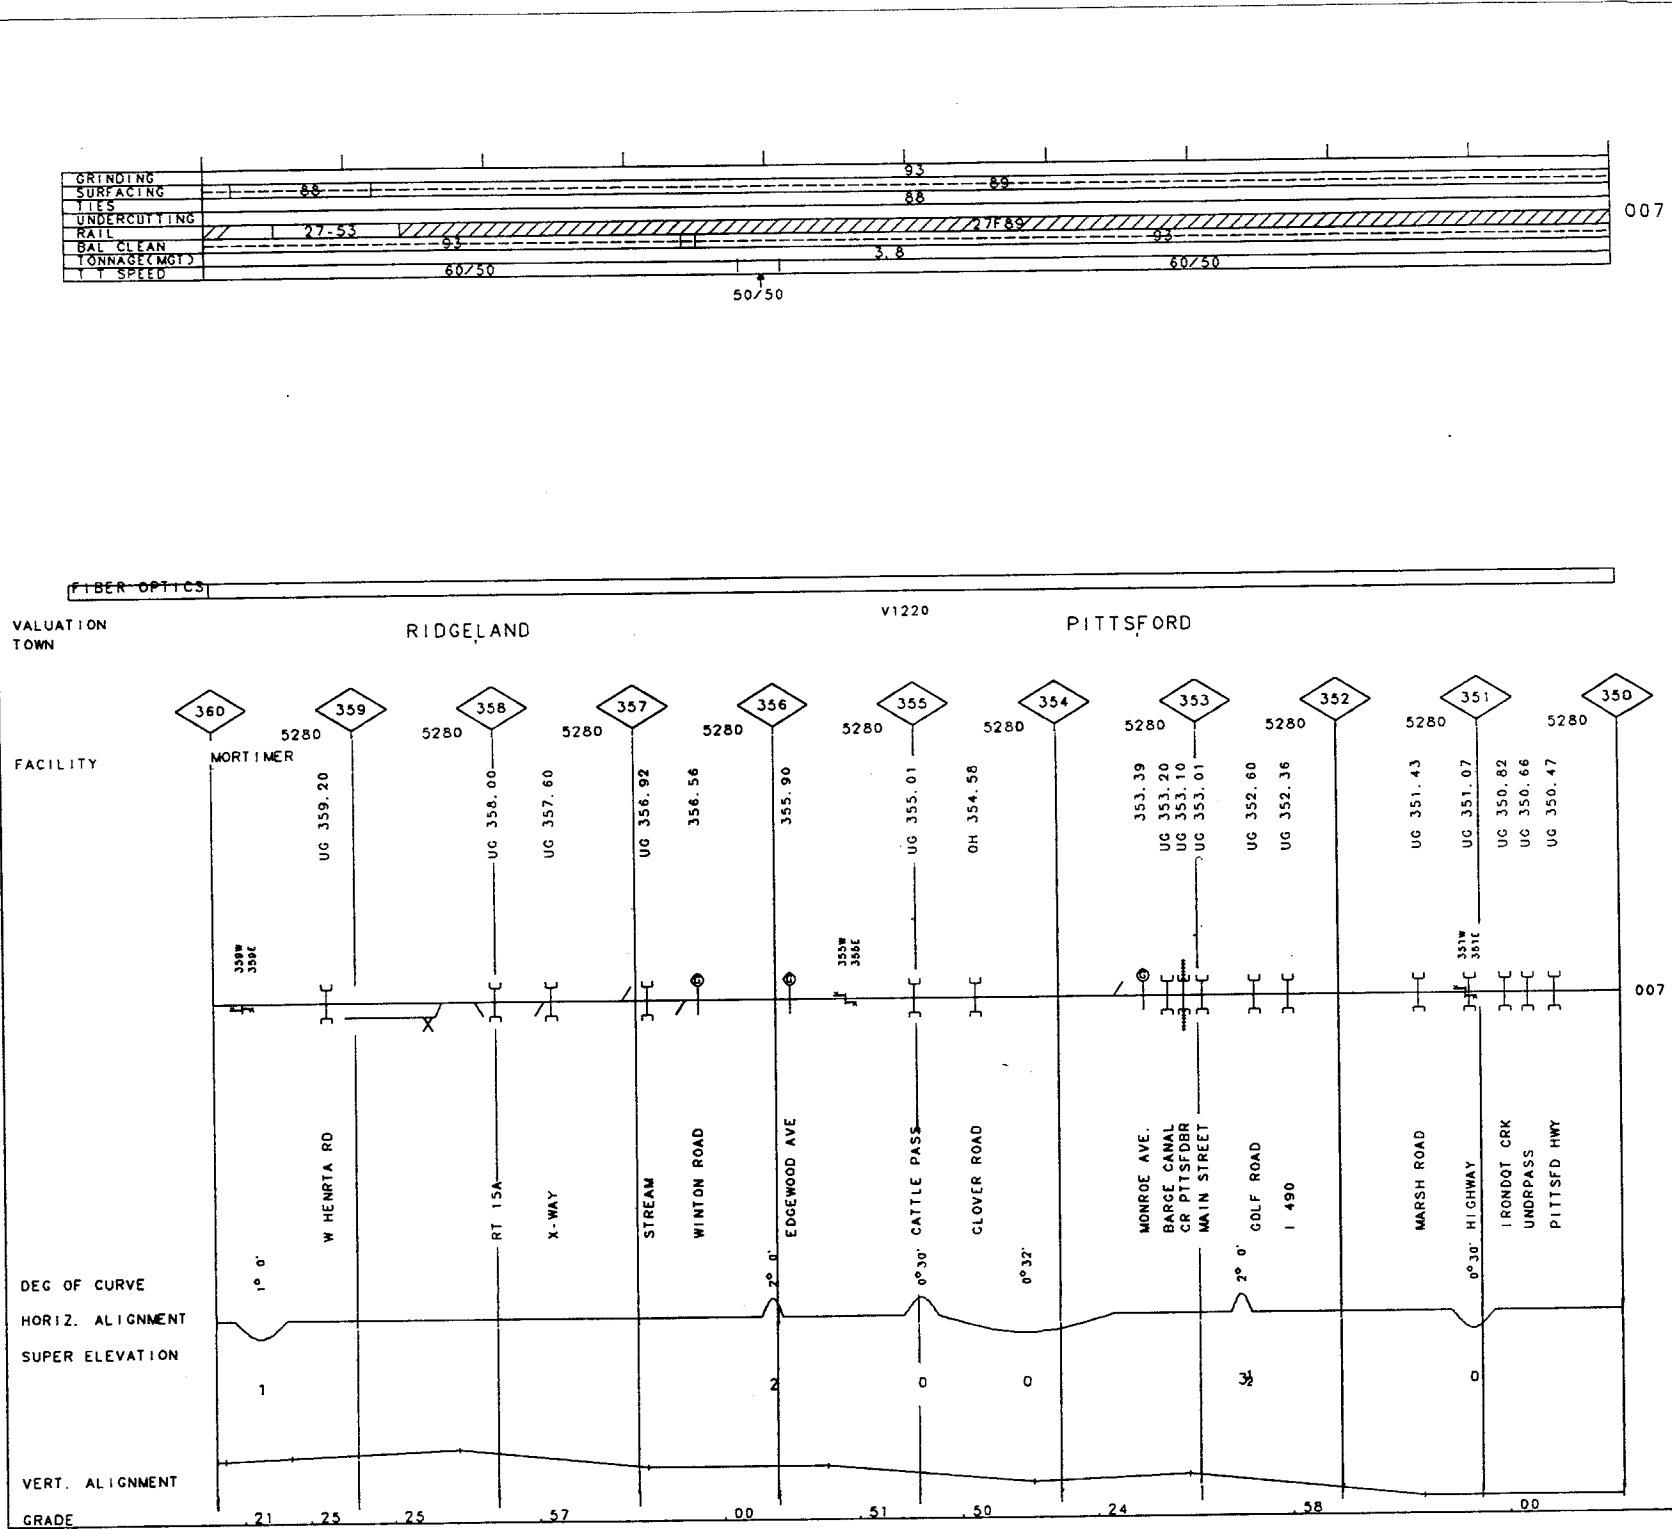 GRINDING 93
SURFACING 88 89
TIES 88
UNDERCUTTING
RAIL 27-53 27F89
BAL CLEAN 93 93
TONNAGE(MGT) 3.8
T T SPEED 60/50 60/50
50/50
007
FIBER OPTICS
VALUATION V1220
TOWN RIDGELAND PITTSFORD
360 359 358 357 356 355 354 353 352 351 350
5280 5280 5280 5280 5280 5280 5280 5280 5280 5280
FACILITY MORTIMER
UG 359.20
UG 358.00
UG 357.60
UG 356.92
356.56
355.90
UG 355.01
OH 354.58
353.39
UG 353.20
UG 353.10
UG 353.01
UG 352.60
UG 352.36
UG 351.43
UG 351.07
UG 350.82
UG 350.66
UG 350.47
359W
359E
355W
355E
351W
351E
G G G
X
007
W HENRTA RD
RT 15A
X-WAY
STREAM
WINTON ROAD
EDGEWOOD AVE
CATTLE PASS
CLOVER ROAD
MONROE AVE.
BARGE CANAL
CR PTTSFDBR
MAIN STREET
GOLF ROAD
I 490
MARSH ROAD
HIGHWAY
IRONDQT CRK
UNDRPASS
PITTSFD HWY
DEG OF CURVE 1° 0' 2° 0' 0°30' 0°32' 2° 0' 0°30'
HORIZ. ALIGNMENT
SUPER ELEVATION
1 2 0 0 3½ 0
VERT. ALIGNMENT
GRADE .21 .25 .25 .57 .00 .51 .50 .24 .58 .00